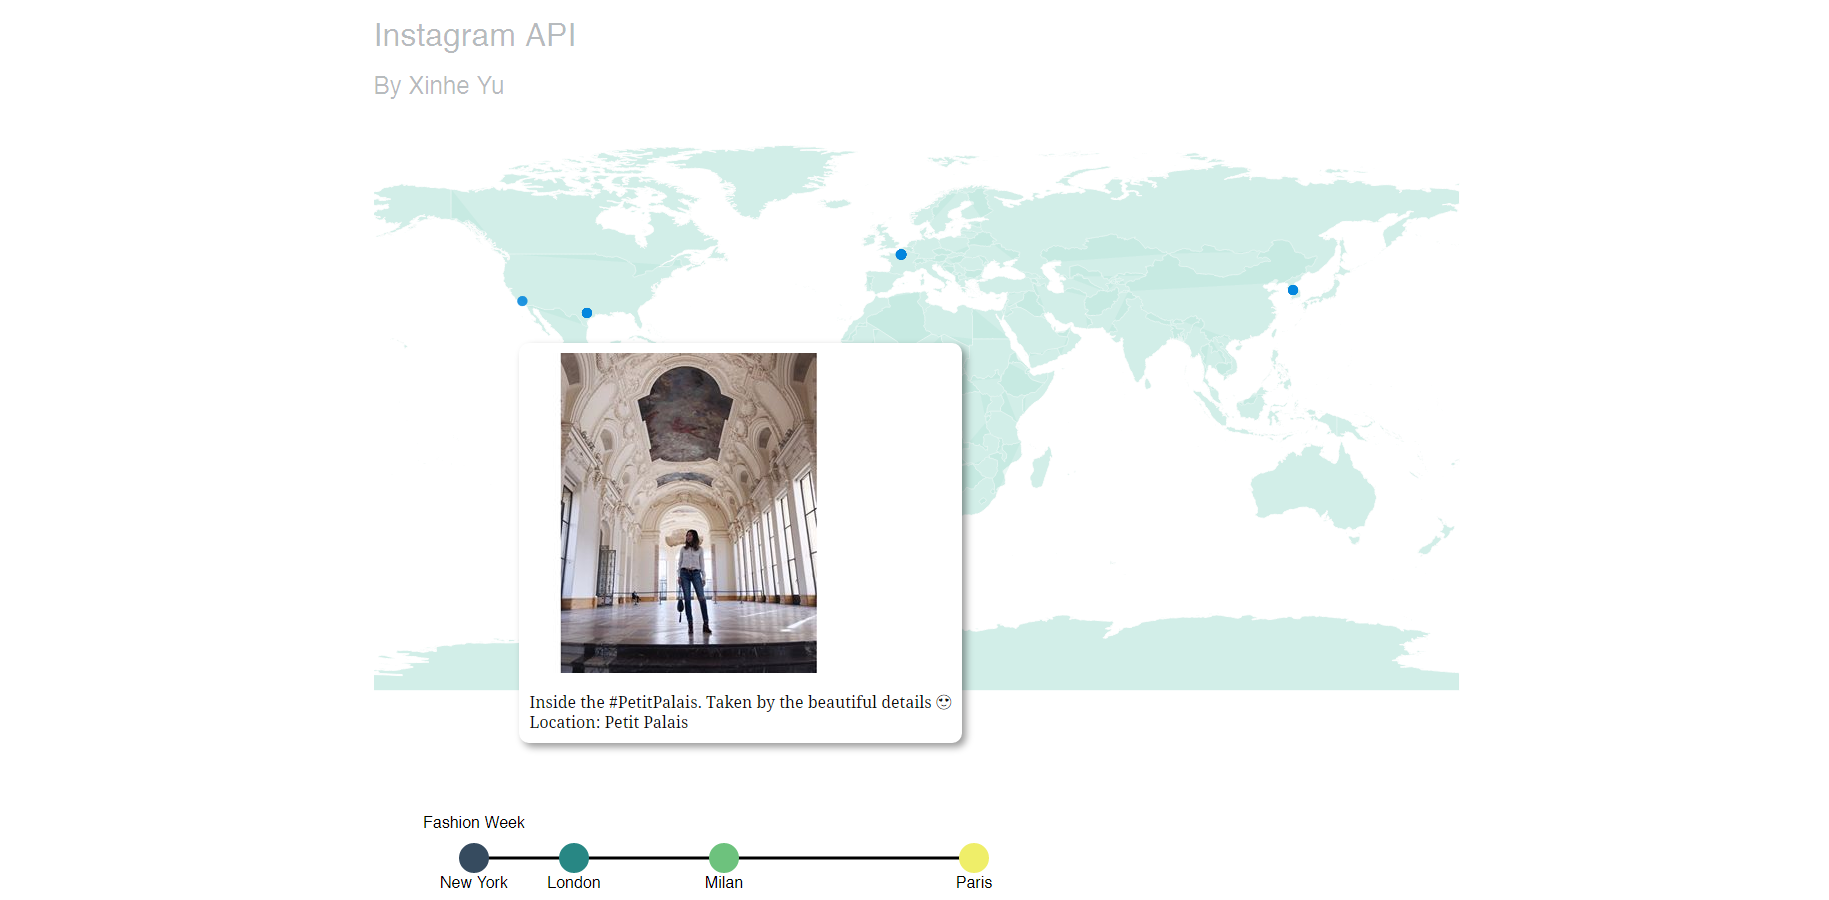 Instagram API
By Xinhe Yu
Inside the #PetitPalais. Taken by the beautiful details 😍
Location: Petit Palais
Fashion Week
New York London Milan Paris